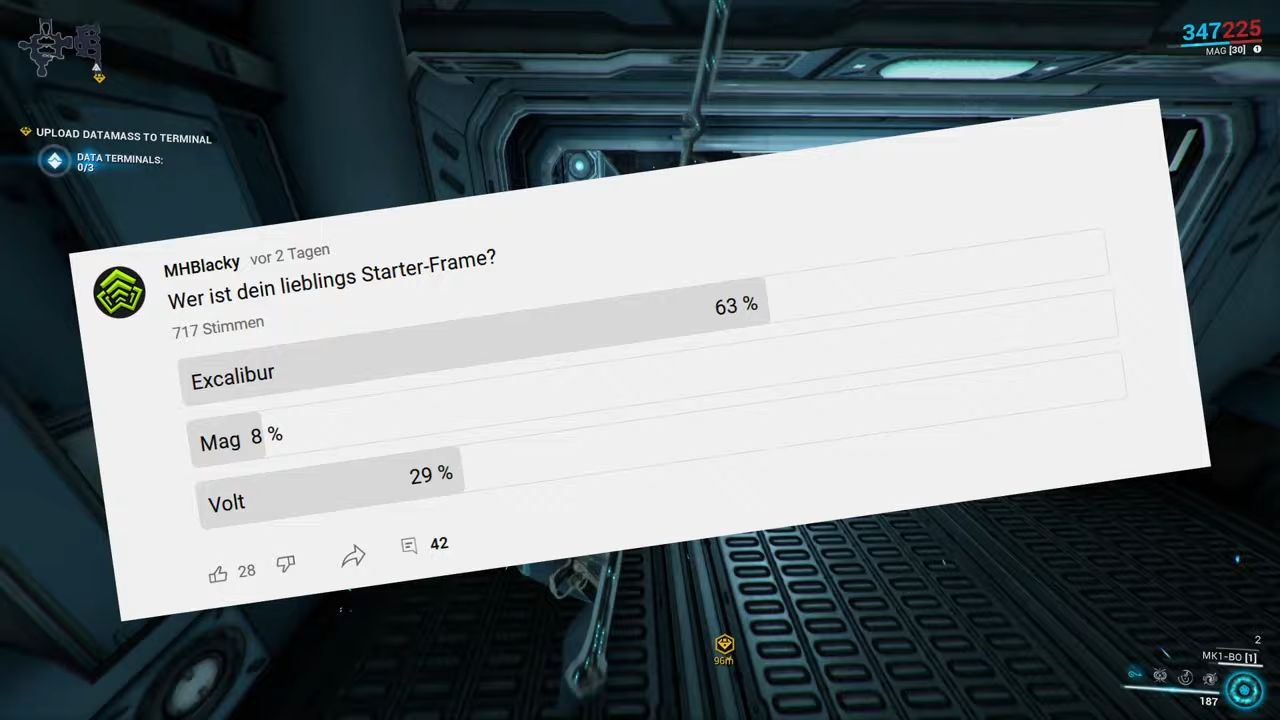 347225
MAG [30] 1
UPLOAD DATAMASS TO TERMINAL
DATA TERMINALS:
0/3
MHBlacky vor 2 Tagen
Wer ist dein lieblings Starter-Frame?
717 Stimmen
Excalibur 63 %
Mag 8 %
Volt 29 %
28 42
96m
2
MK1-BO [1]
187